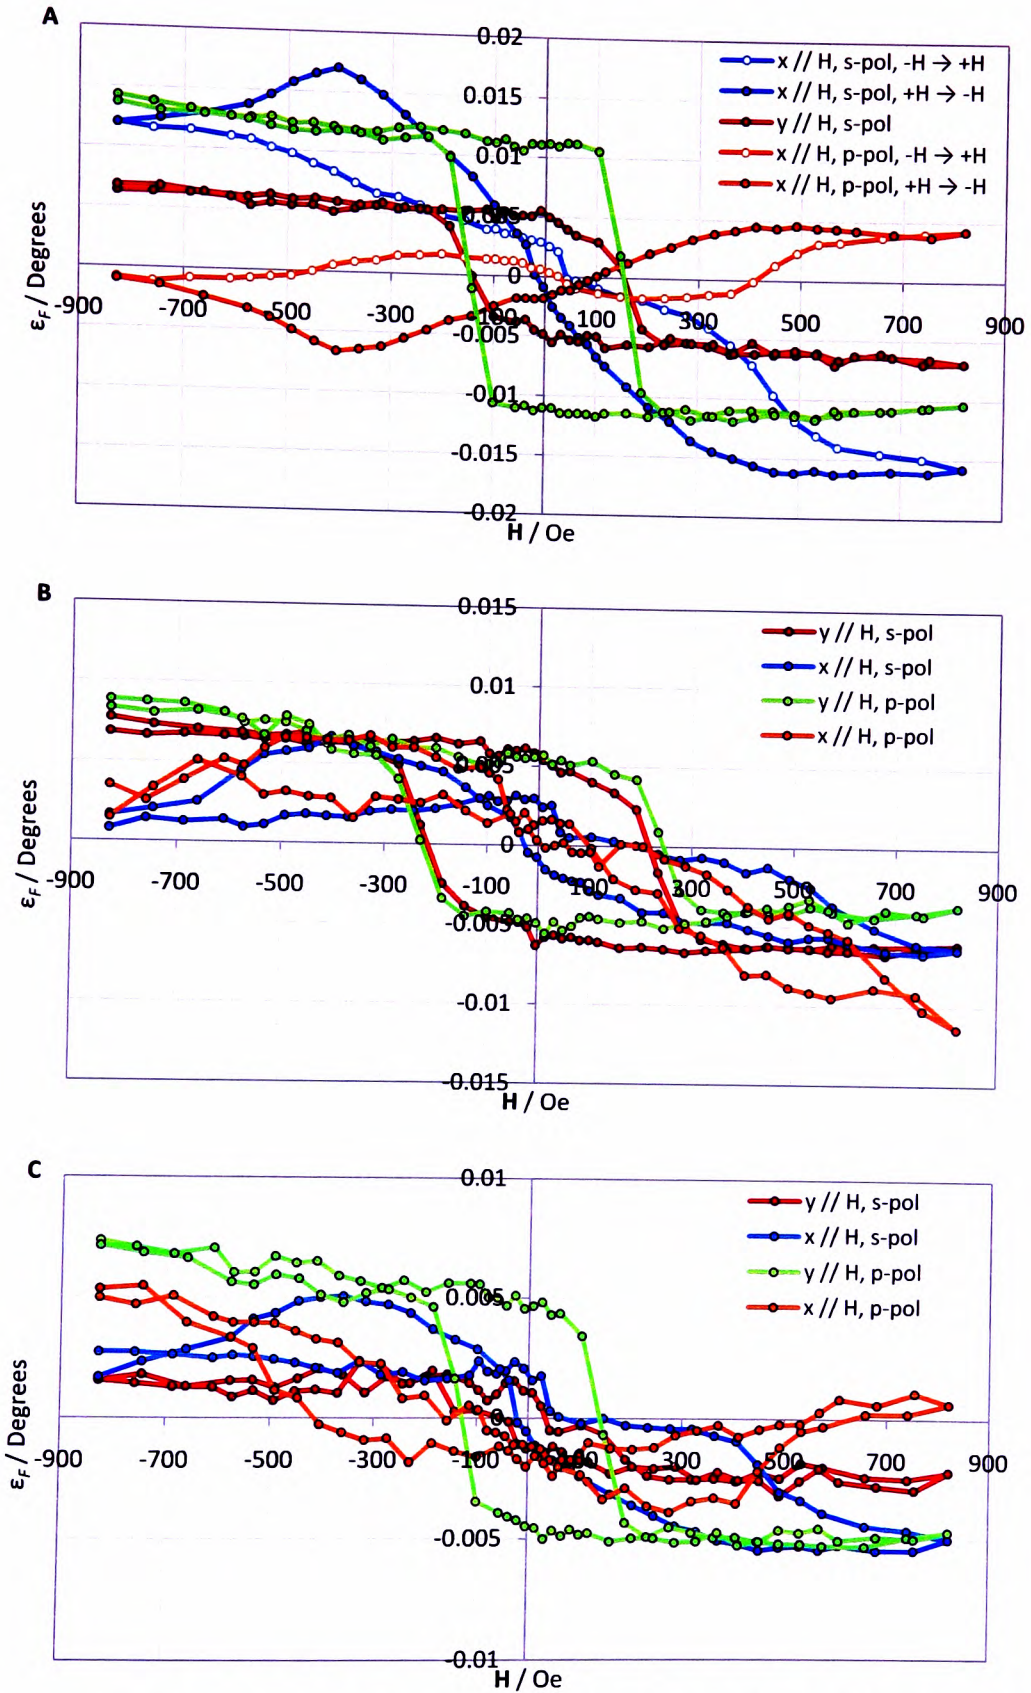 A
0.02
0.015
0.01
0.005
0
-0.005
-0.01
-0.015
-0.02
-900
-700
-500
-300
-100
100
300
500
700
900
εF / Degrees
H / Oe
x // H, s-pol, -H → +H
x // H, s-pol, +H → -H
y // H, s-pol
x // H, p-pol, -H → +H
x // H, p-pol, +H → -H
B
0.015
0.01
0.005
0
-0.005
-0.01
-0.015
-900
-700
-500
-300
-100
100
300
500
700
900
εF / Degrees
H / Oe
y // H, s-pol
x // H, s-pol
y // H, p-pol
x // H, p-pol
C
0.01
0.005
0
-0.005
-0.01
-900
-700
-500
-300
-100
100
300
500
700
900
εF / Degrees
H / Oe
y // H, s-pol
x // H, s-pol
y // H, p-pol
x // H, p-pol